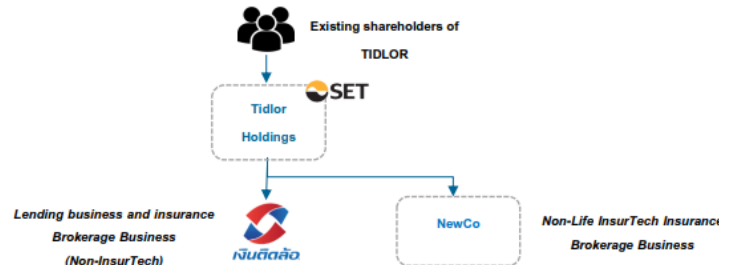 Existing shareholders of
TIDLOR
SET
Tidlor
Holdings
Lending business and insurance
Brokerage Business
(Non-InsurTech)
เงินติดล้อ
NewCo
Non-Life InsurTech Insurance
Brokerage Business